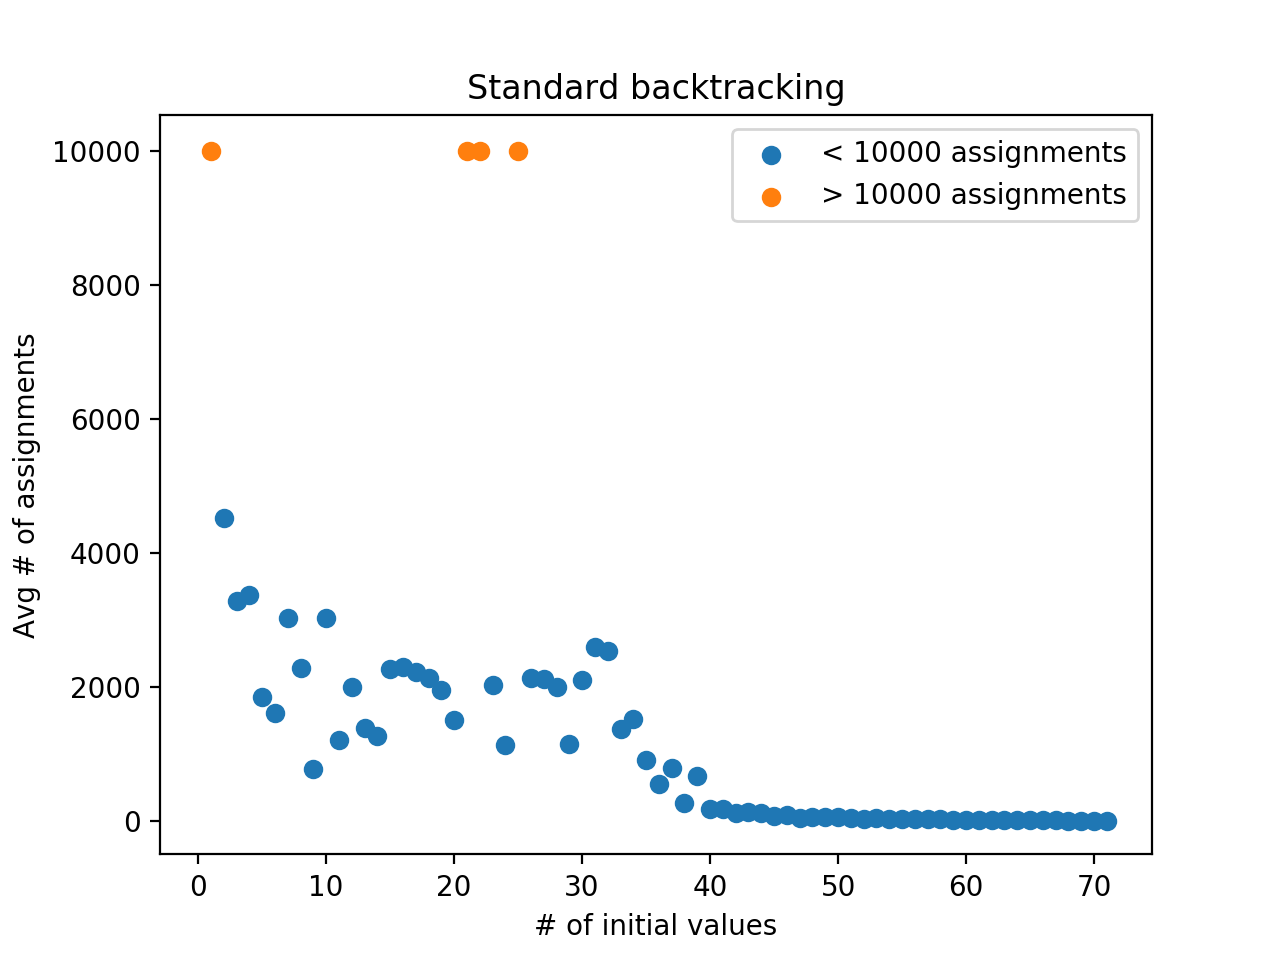 Standard backtracking
< 10000 assignments
> 10000 assignments
10000
8000
6000
4000
2000
0
Avg # of assignments
0 10 20 30 40 50 60 70
# of initial values